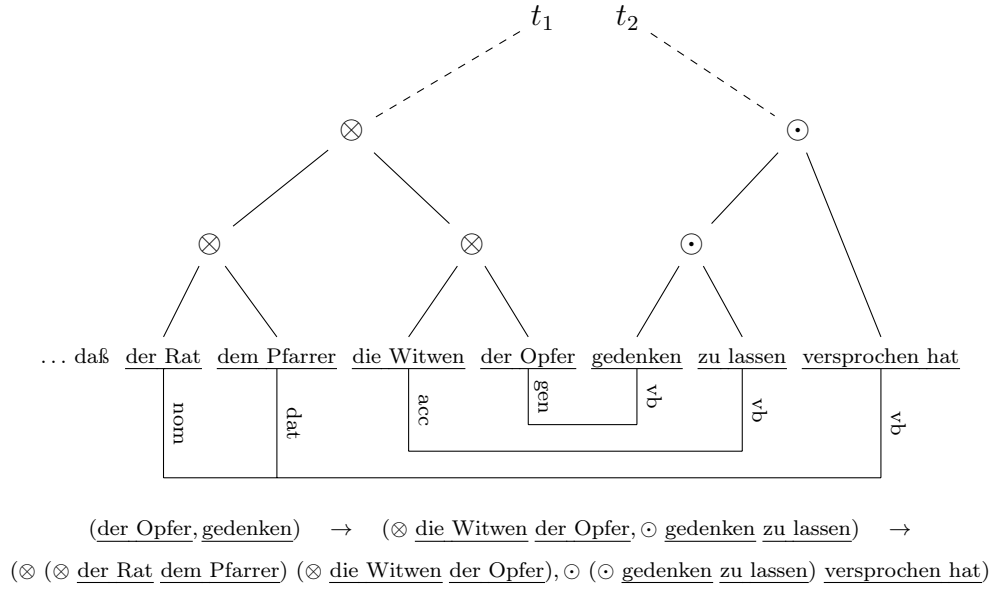 t₁ t₂
⊗ ⊙
⊗ ⊗ ⊙
… daß der Rat dem Pfarrer die Witwen der Opfer gedenken zu lassen versprochen hat
nom dat acc gen vb vb vb
(der Opfer, gedenken) → (⊗ die Witwen der Opfer, ⊙ gedenken zu lassen) →
(⊗ (⊗ der Rat dem Pfarrer) (⊗ die Witwen der Opfer), ⊙ (⊙ gedenken zu lassen) versprochen hat)